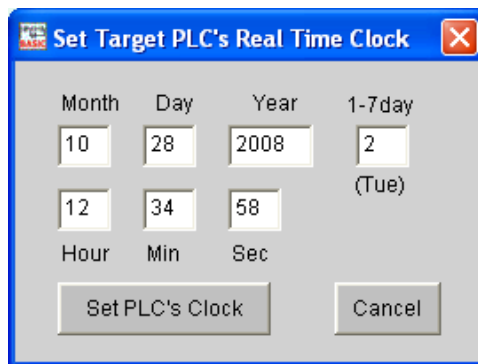 Set Target PLC's Real Time Clock
Month Day Year 1-7day
10 28 2008 2
(Tue)
12 34 58
Hour Min Sec
Set PLC's Clock Cancel